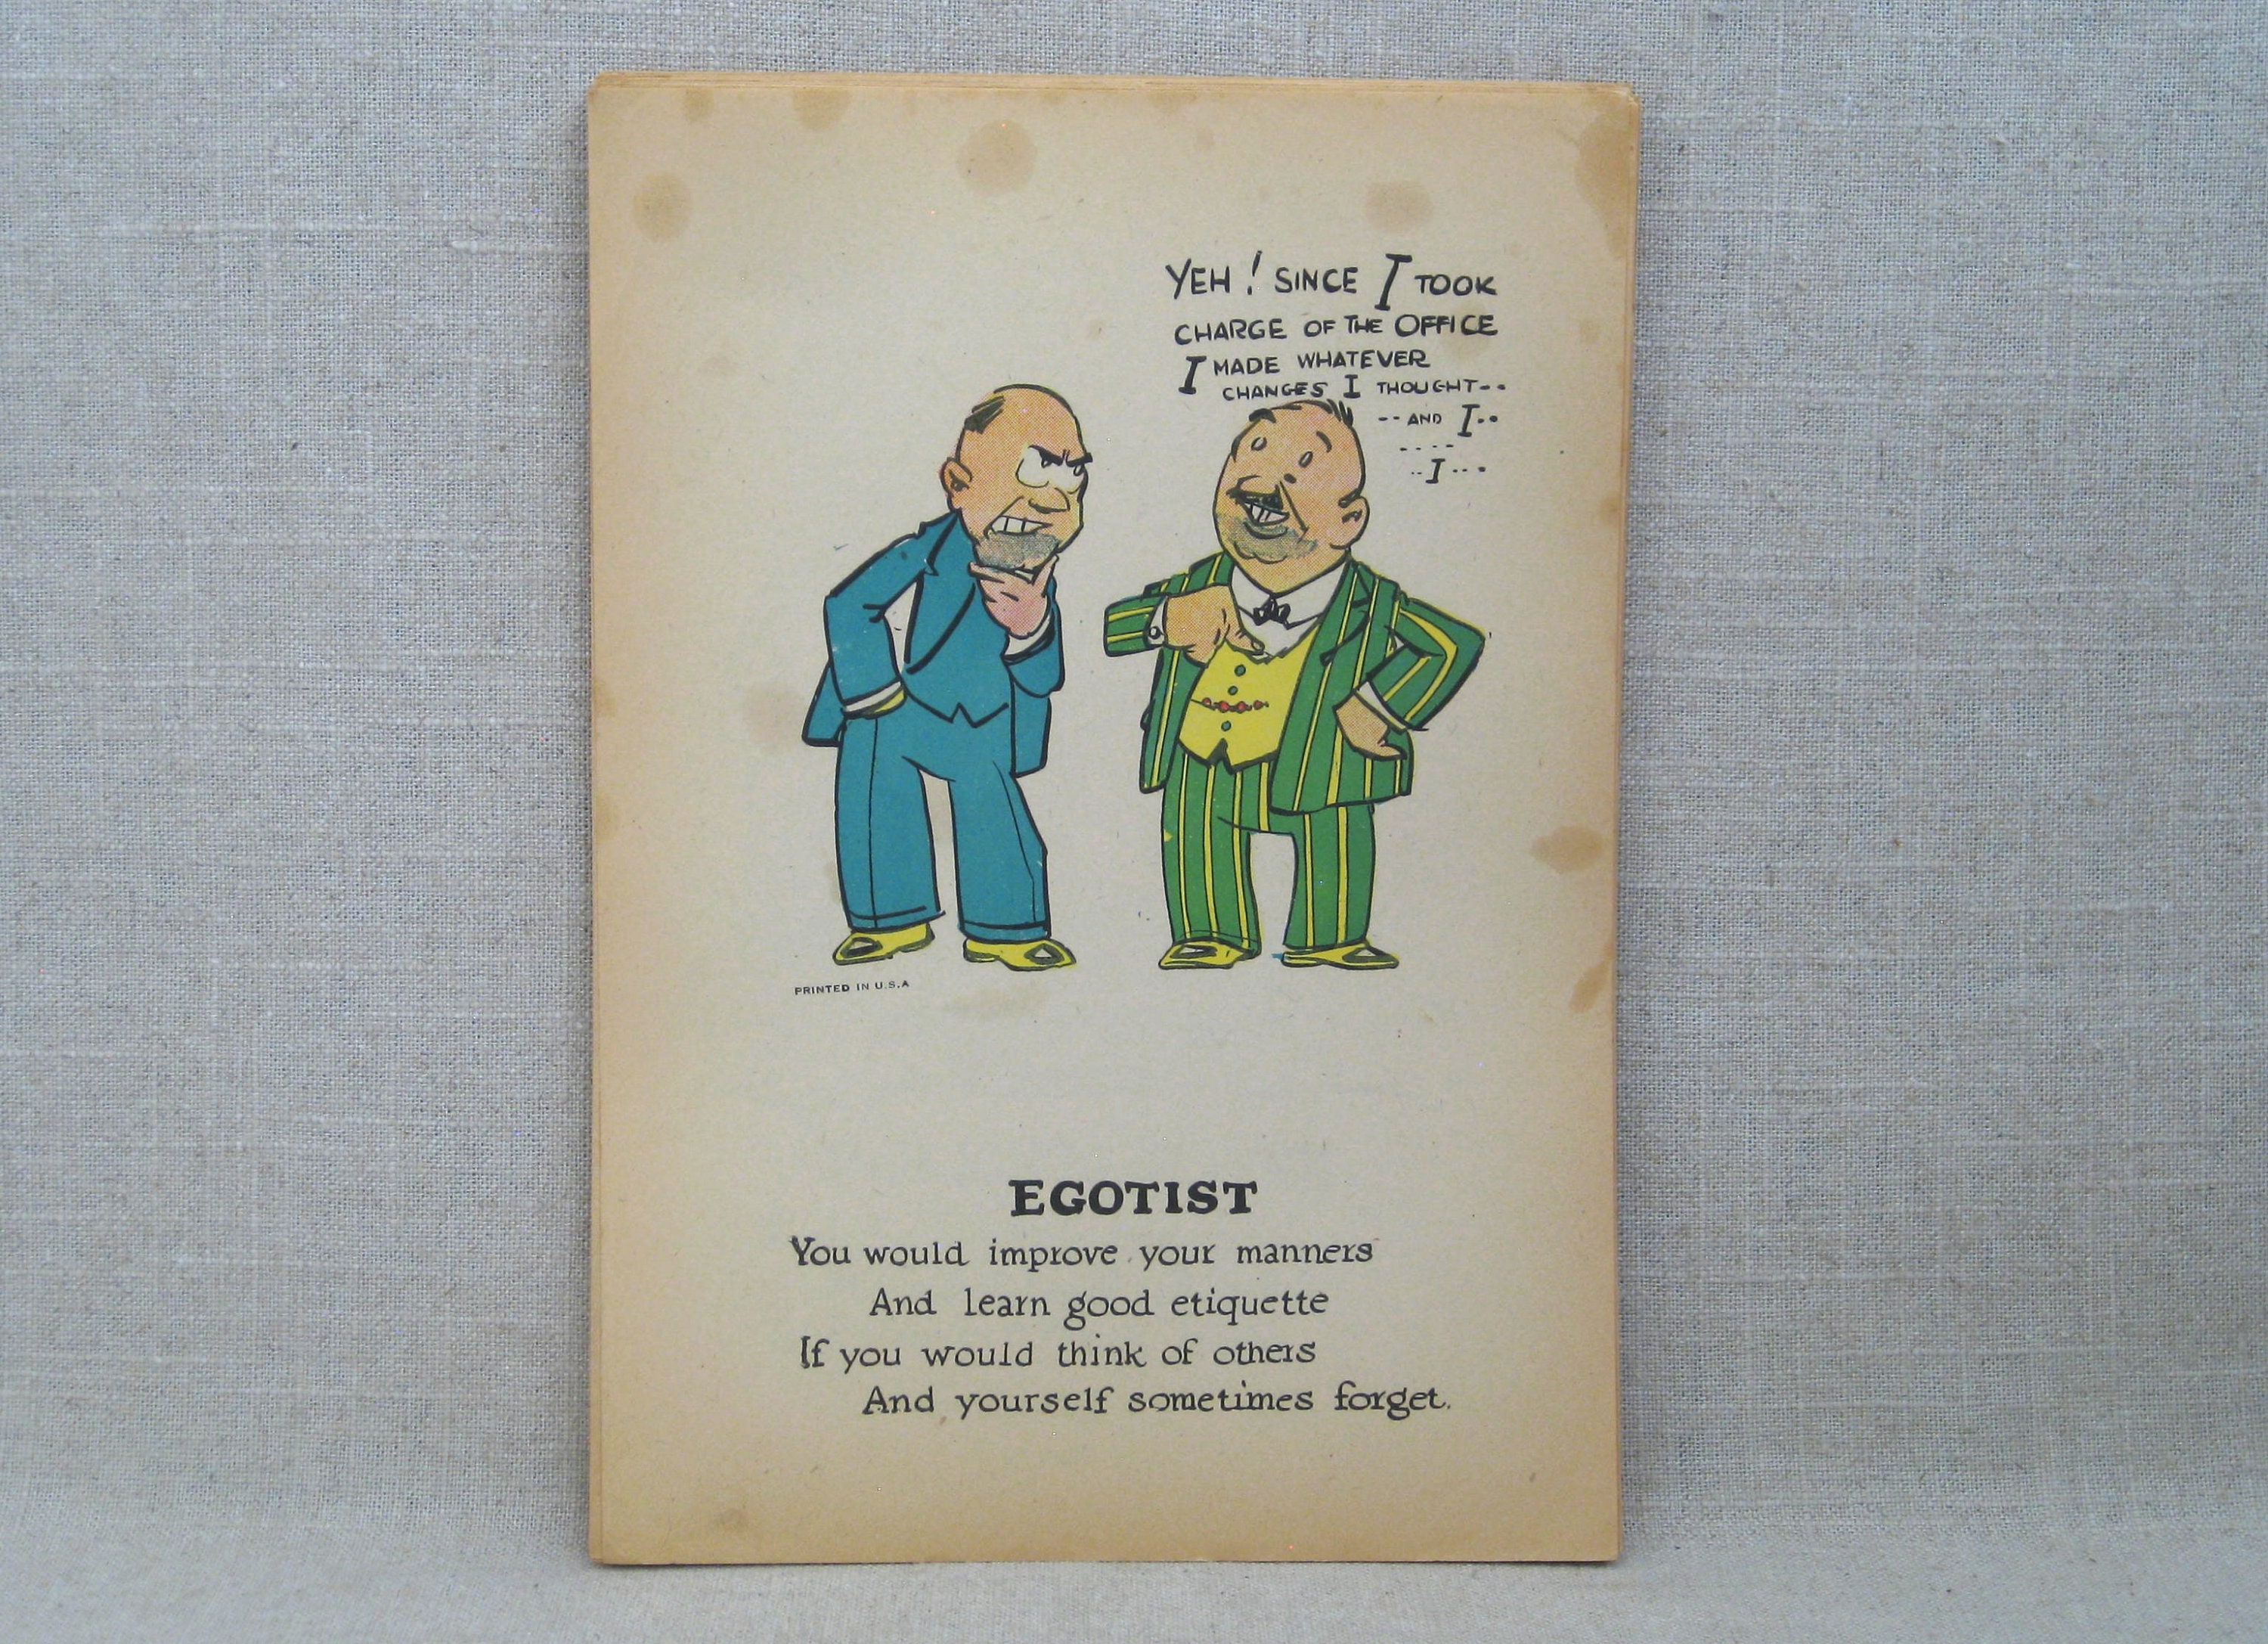 YEH! SINCE I TOOK
CHARGE OF THE OFFICE
I MADE WHATEVER
CHANGES I THOUGHT--
--AND I--
----
--I---
PRINTED IN U.S.A
EGOTIST
You would improve your manners
And learn good etiquette
If you would think of others
And yourself sometimes forget.